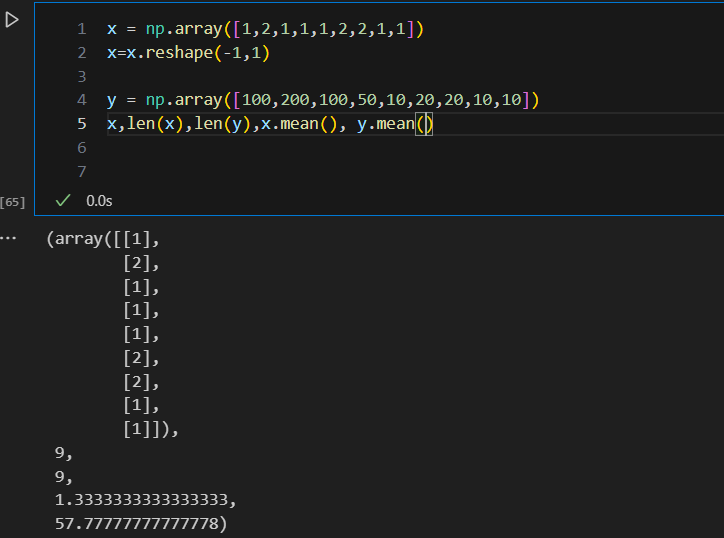 1 x = np.array([1,2,1,1,1,2,2,1,1])
2 x=x.reshape(-1,1)
3
4 y = np.array([100,200,100,50,10,20,20,10,10])
5 x,len(x),len(y),x.mean(), y.mean()
6
7
[65] ✓ 0.0s
... (array([[1],
[2],
[1],
[1],
[1],
[2],
[2],
[1],
[1]]),
9,
9,
1.3333333333333333,
57.77777777777778)